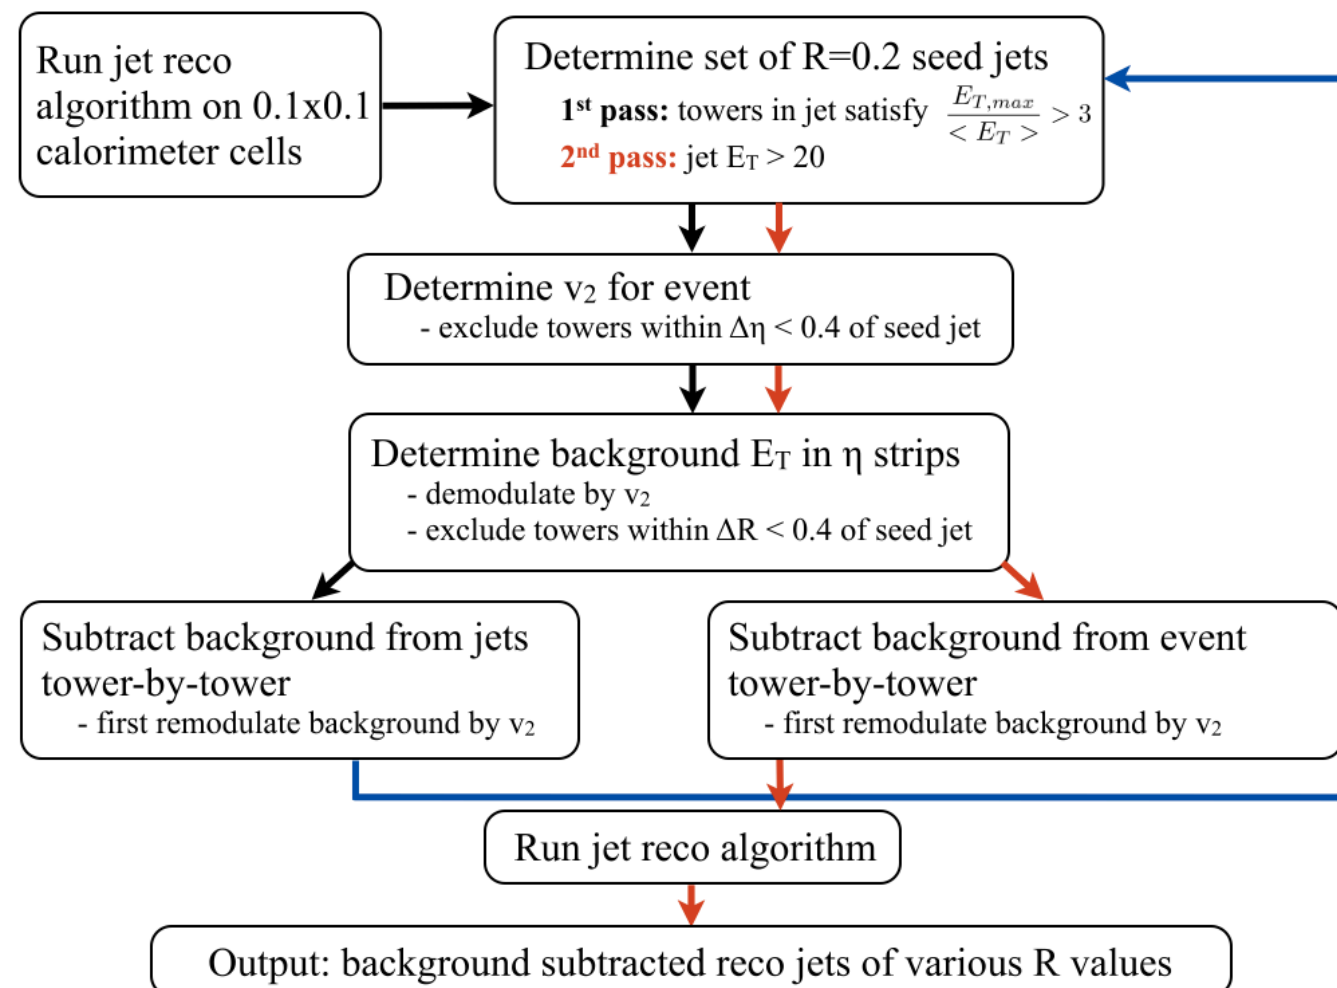 Run jet reco
algorithm on 0.1x0.1
calorimeter cells
Determine set of R=0.2 seed jets
1st pass: towers in jet satisfy E_{T,max} / < E_T > > 3
2nd pass: jet E_T > 20
Determine v₂ for event
- exclude towers within Δη < 0.4 of seed jet
Determine background E_T in η strips
- demodulate by v₂
- exclude towers within ΔR < 0.4 of seed jet
Subtract background from jets
tower-by-tower
- first remodulate background by v₂
Subtract background from event
tower-by-tower
- first remodulate background by v₂
Run jet reco algorithm
Output: background subtracted reco jets of various R values